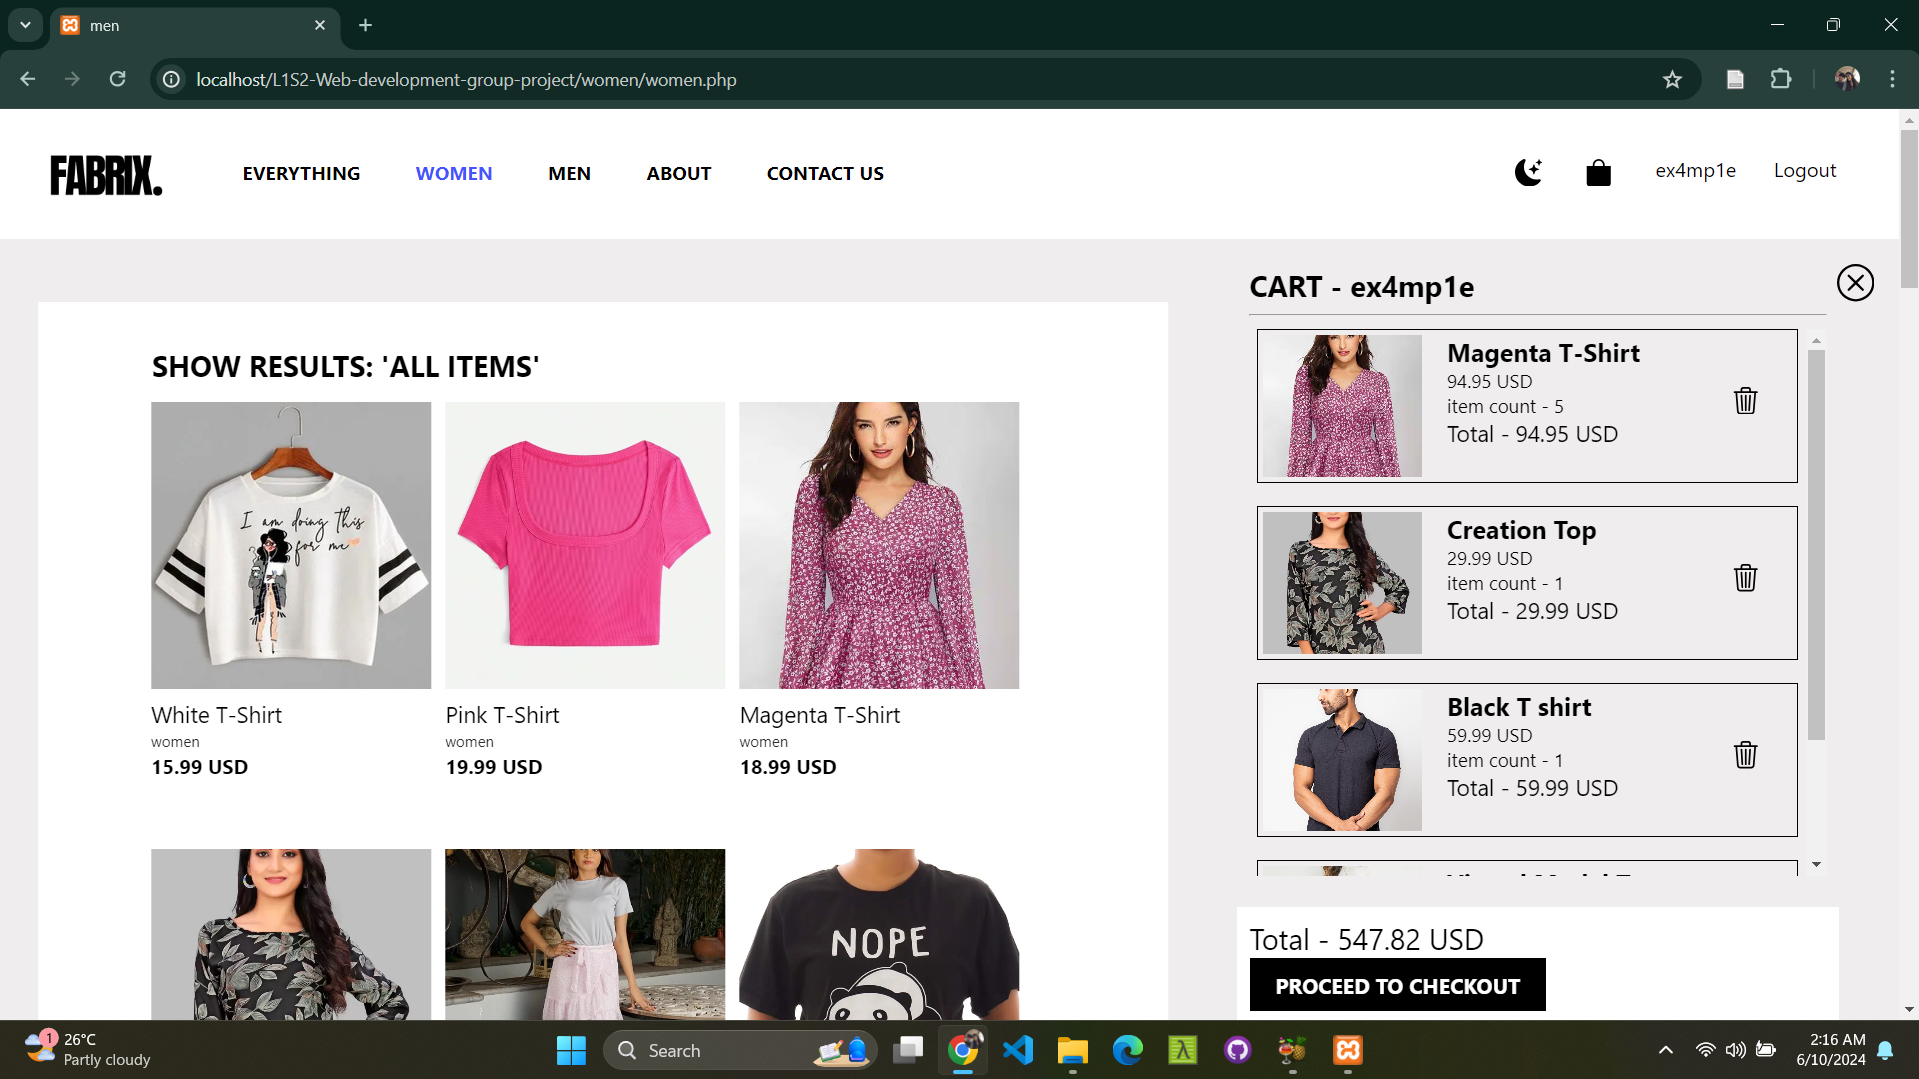 men
localhost/L1S2-Web-development-group-project/women/women.php
FABRIX.
EVERYTHING
WOMEN
MEN
ABOUT
CONTACT US
ex4mp1e
Logout
SHOW RESULTS: 'ALL ITEMS'
I am doing this
for me
White T-Shirt
women
15.99 USD
Pink T-Shirt
women
19.99 USD
Magenta T-Shirt
women
18.99 USD
NOPE
CART - ex4mp1e
Magenta T-Shirt
94.95 USD
item count - 5
Total - 94.95 USD
Creation Top
29.99 USD
item count - 1
Total - 29.99 USD
Black T shirt
59.99 USD
item count - 1
Total - 59.99 USD
Total - 547.82 USD
PROCEED TO CHECKOUT
1
26°C
Partly cloudy
Search
2:16 AM
6/10/2024